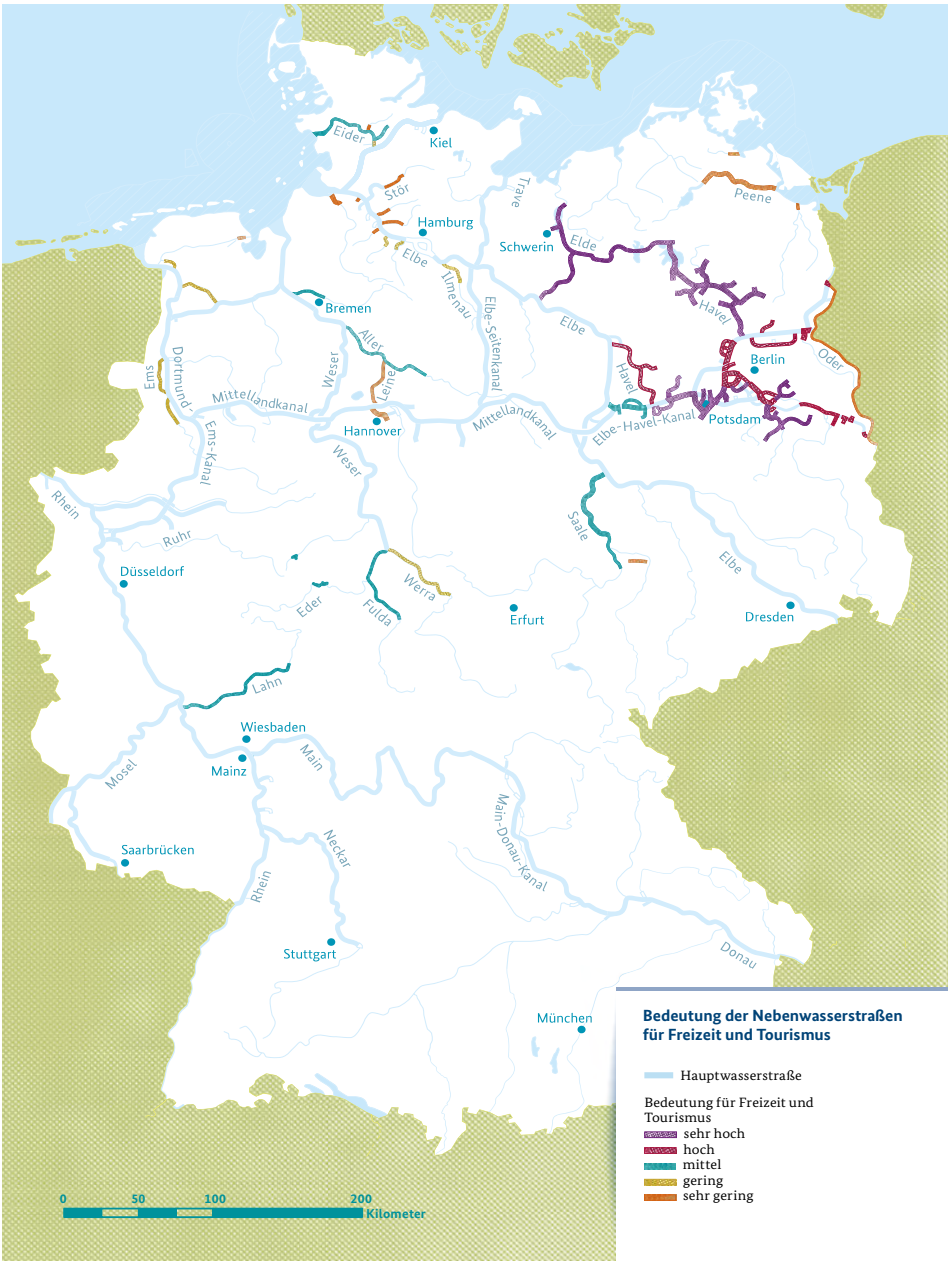 Eider
Kiel
Stör
Trave
Peene
Hamburg
Schwerin
Elde
Elbe
Ilmenau
Havel
Bremen
Elbe-Seitenkanal
Elbe
Aller
Weser
Oder
Berlin
Ems
Dortmund-
Ems-Kanal
Leine
Havel
Mittellandkanal
Hannover
Mittellandkanal
Elbe-Havel-Kanal
Potsdam
Weser
Rhein
Ruhr
Saale
Elbe
Düsseldorf
Eder
Fulda
Werra
Erfurt
Dresden
Lahn
Wiesbaden
Mainz
Main
Mosel
Main-Donau-Kanal
Neckar
Saarbrücken
Rhein
Stuttgart
Donau
München
Bedeutung der Nebenwasserstraßen
für Freizeit und Tourismus
Hauptwasserstraße
Bedeutung für Freizeit und
Tourismus
sehr hoch
hoch
mittel
gering
sehr gering
0 50 100 200
Kilometer